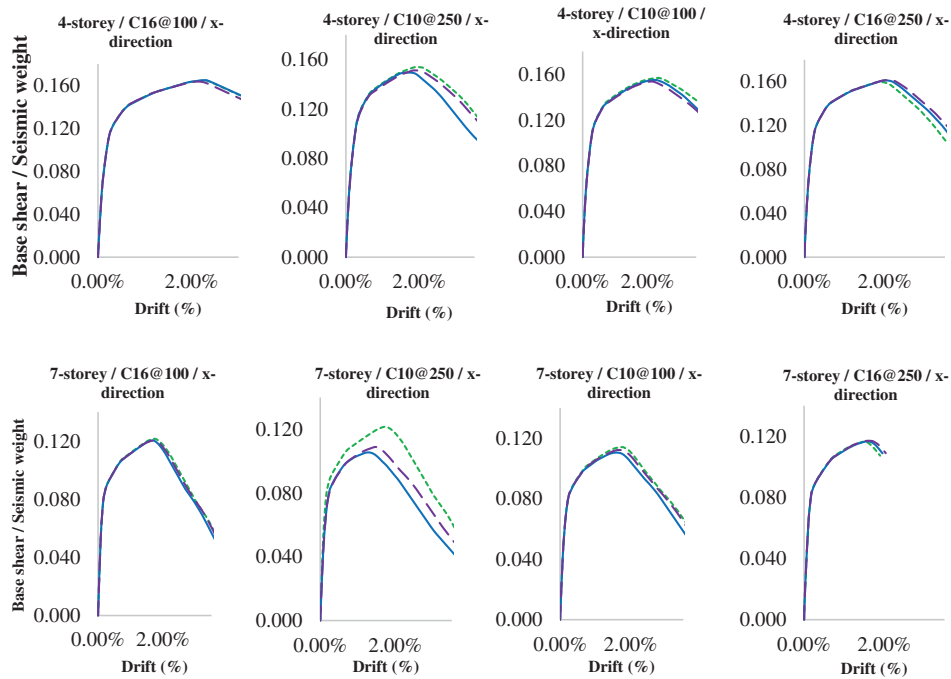 4-storey / C16@100 / x-
direction
4-storey / C10@250 / x-
direction
4-storey / C10@100 /
x-direction
4-storey / C16@250 / x-
direction
Base shear / Seismic weight
0.160
0.120
0.080
0.040
0.000
0.00% 2.00%
Drift (%)
0.160
0.120
0.080
0.040
0.000
0.00% 2.00%
Drift (%)
0.160
0.120
0.080
0.040
0.000
0.00% 2.00%
Drift (%)
0.160
0.120
0.080
0.040
0.000
0.00% 2.00%
Drift (%)
7-storey / C16@100 / x-
direction
7-storey / C10@250 / x-
direction
7-storey / C10@100 / x-
direction
7-storey / C16@250 / x-
direction
Base shear /Seismic weight
0.120
0.080
0.040
0.000
0.00% 2.00%
Drift (%)
0.120
0.080
0.040
0.000
0.00% 2.00%
Drift (%)
0.120
0.080
0.040
0.000
0.00% 2.00%
Drift (%)
0.120
0.080
0.040
0.000
0.00% 2.00%
Drift (%)